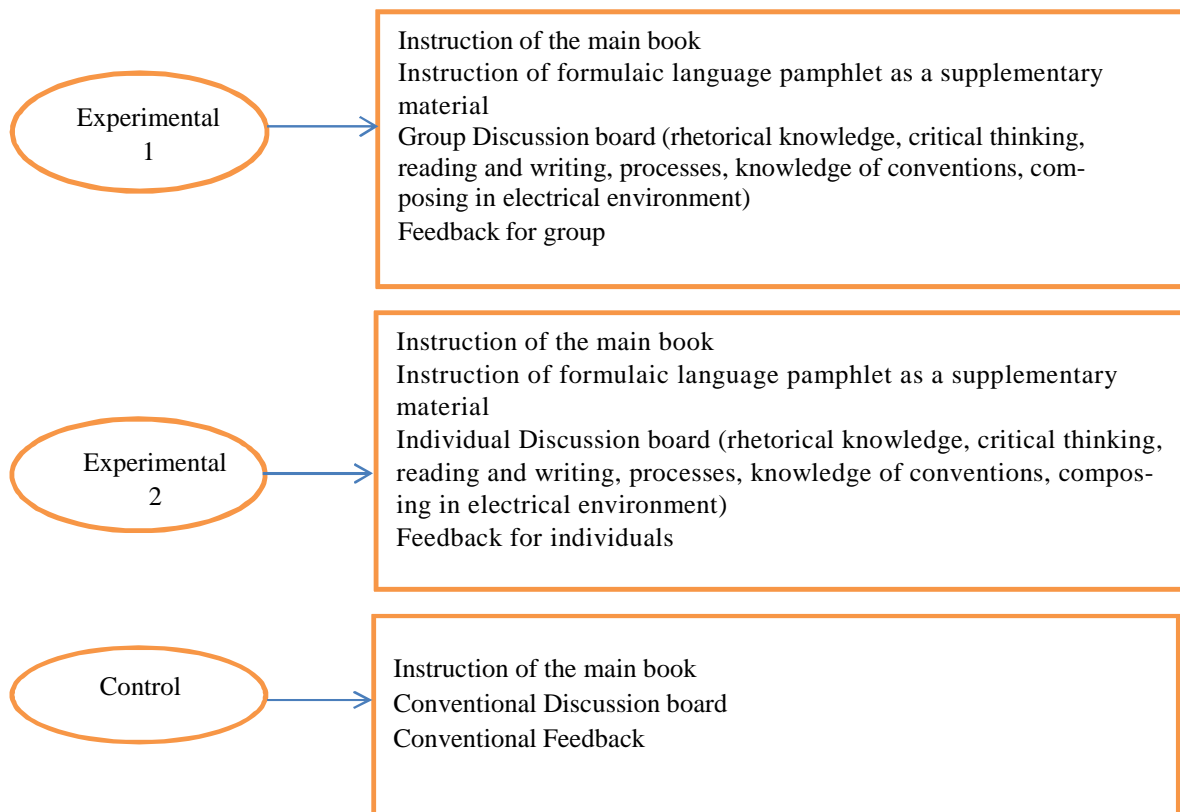 Experimental
1
Instruction of the main book
Instruction of formulaic language pamphlet as a supplementary
material
Group Discussion board (rhetorical knowledge, critical thinking,
reading and writing, processes, knowledge of conventions, com-
posing in electrical environment)
Feedback for group
Experimental
2
Instruction of the main book
Instruction of formulaic language pamphlet as a supplementary
material
Individual Discussion board (rhetorical knowledge, critical thinking,
reading and writing, processes, knowledge of conventions, compos-
ing in electrical environment)
Feedback for individuals
Control
Instruction of the main book
Conventional Discussion board
Conventional Feedback